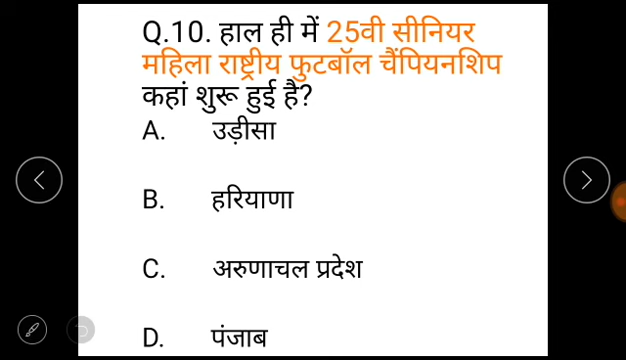 Q.10. हाल ही में 25वी सीनियर
महिला राष्ट्रीय फुटबॉल चैंपियनशिप
कहां शुरू हुई है?
A. उड़ीसा
B. हरियाणा
C. अरुणाचल प्रदेश
D. पंजाब